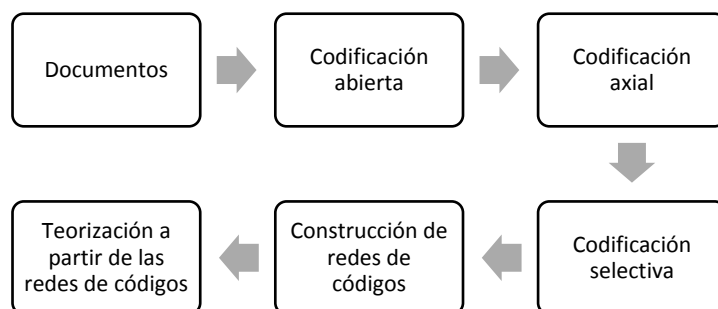 Documentos
Codificación
abierta
Codificación
axial
Codificación
selectiva
Construcción de
redes de
códigos
Teorización a
partir de las
redes de códigos